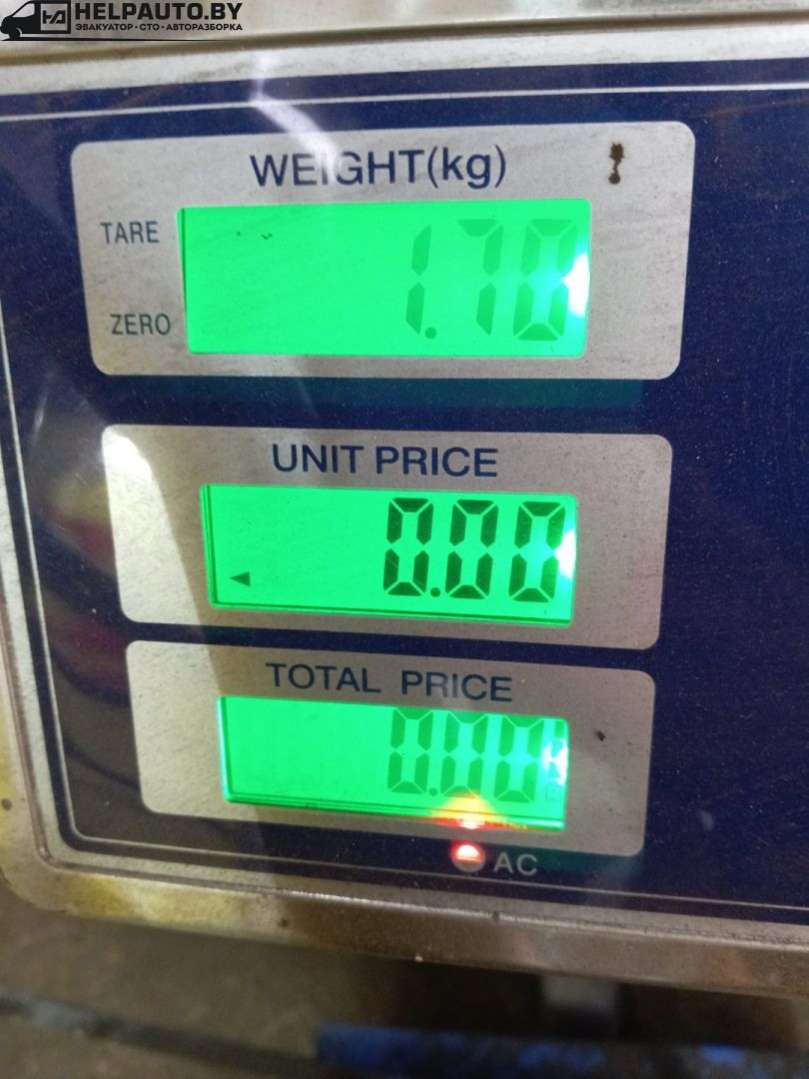 HELPAUTO.BY
ЭВАКУАТОР·СТО·АВТОРАЗБОРКА
WEIGHT(kg)
TARE
1.70
ZERO
UNIT PRICE
0.00
TOTAL PRICE
0.00
AC